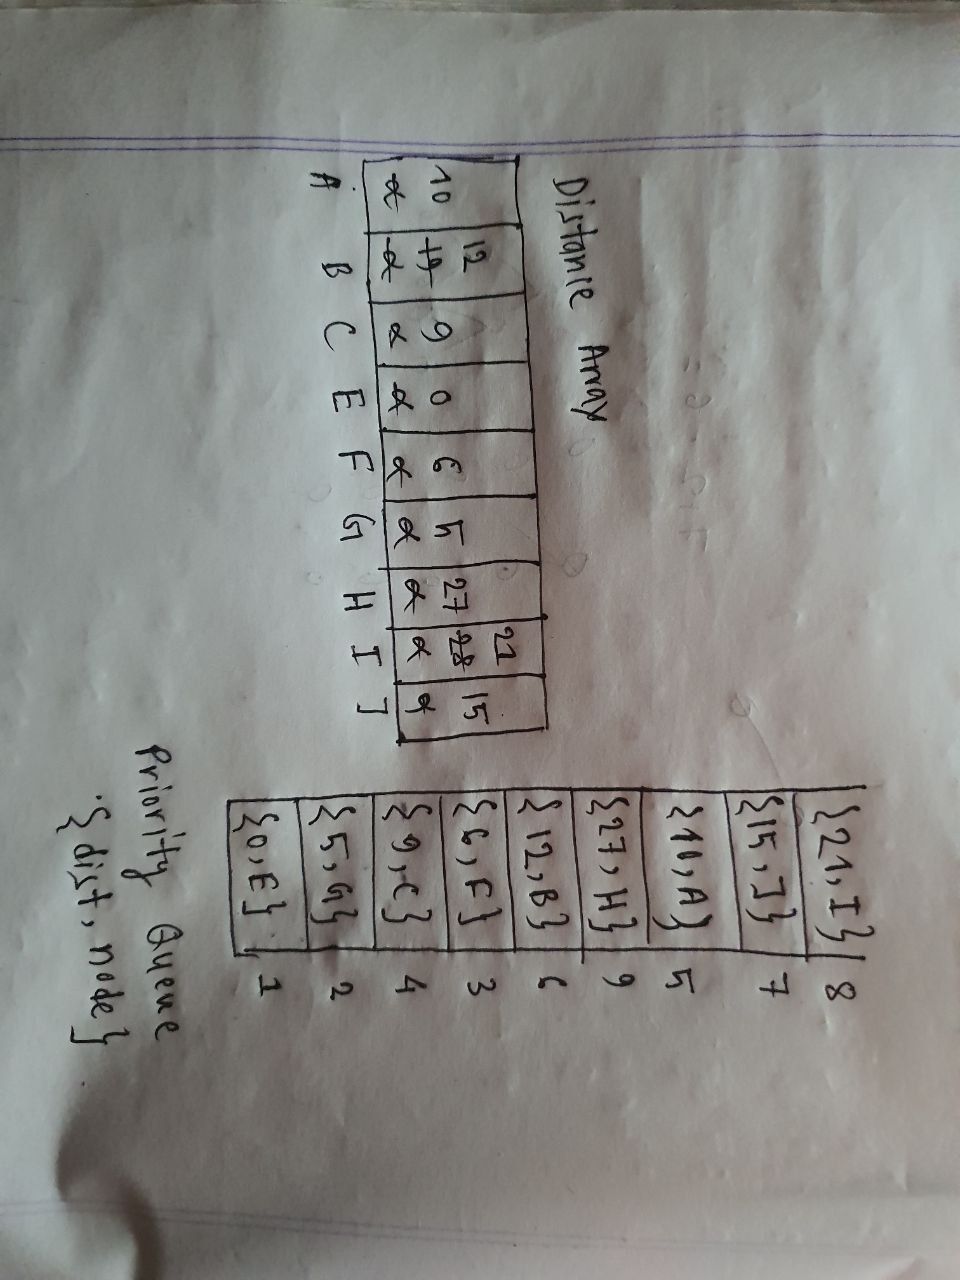 Distance Array
12 21
10 19 9 0 6 5 27 28 15
α α α α α α α α α
A B C E F G H I J
{21, I} 8
{15, J} 7
{10, A} 5
{27, H} 9
{12, B} 6
{6, F} 3
{9, C} 4
{5, G} 2
{0, E} 1
Priority Queue
{dist, node}